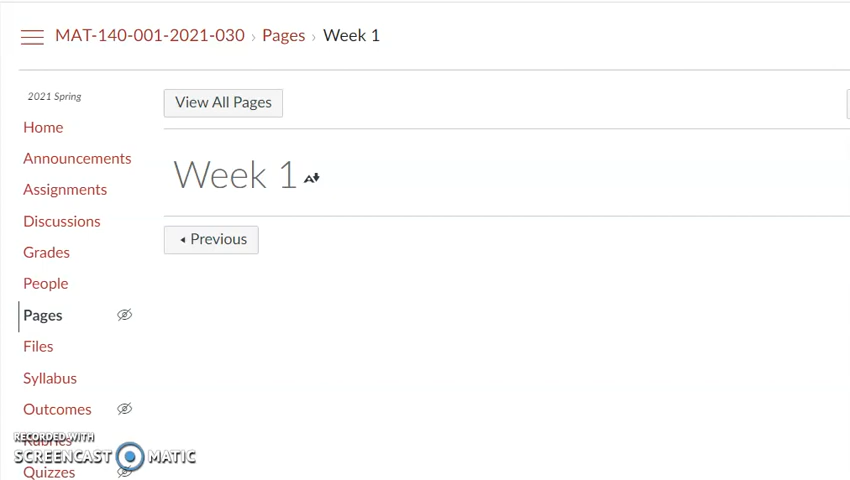 MAT-140-001-2021-030 › Pages › Week 1
2021 Spring
Home
Announcements
Assignments
Discussions
Grades
People
Pages
Files
Syllabus
Outcomes
Rubrics
Quizzes
View All Pages
Week 1
Previous
RECORDED WITH
SCREENCAST MATIC